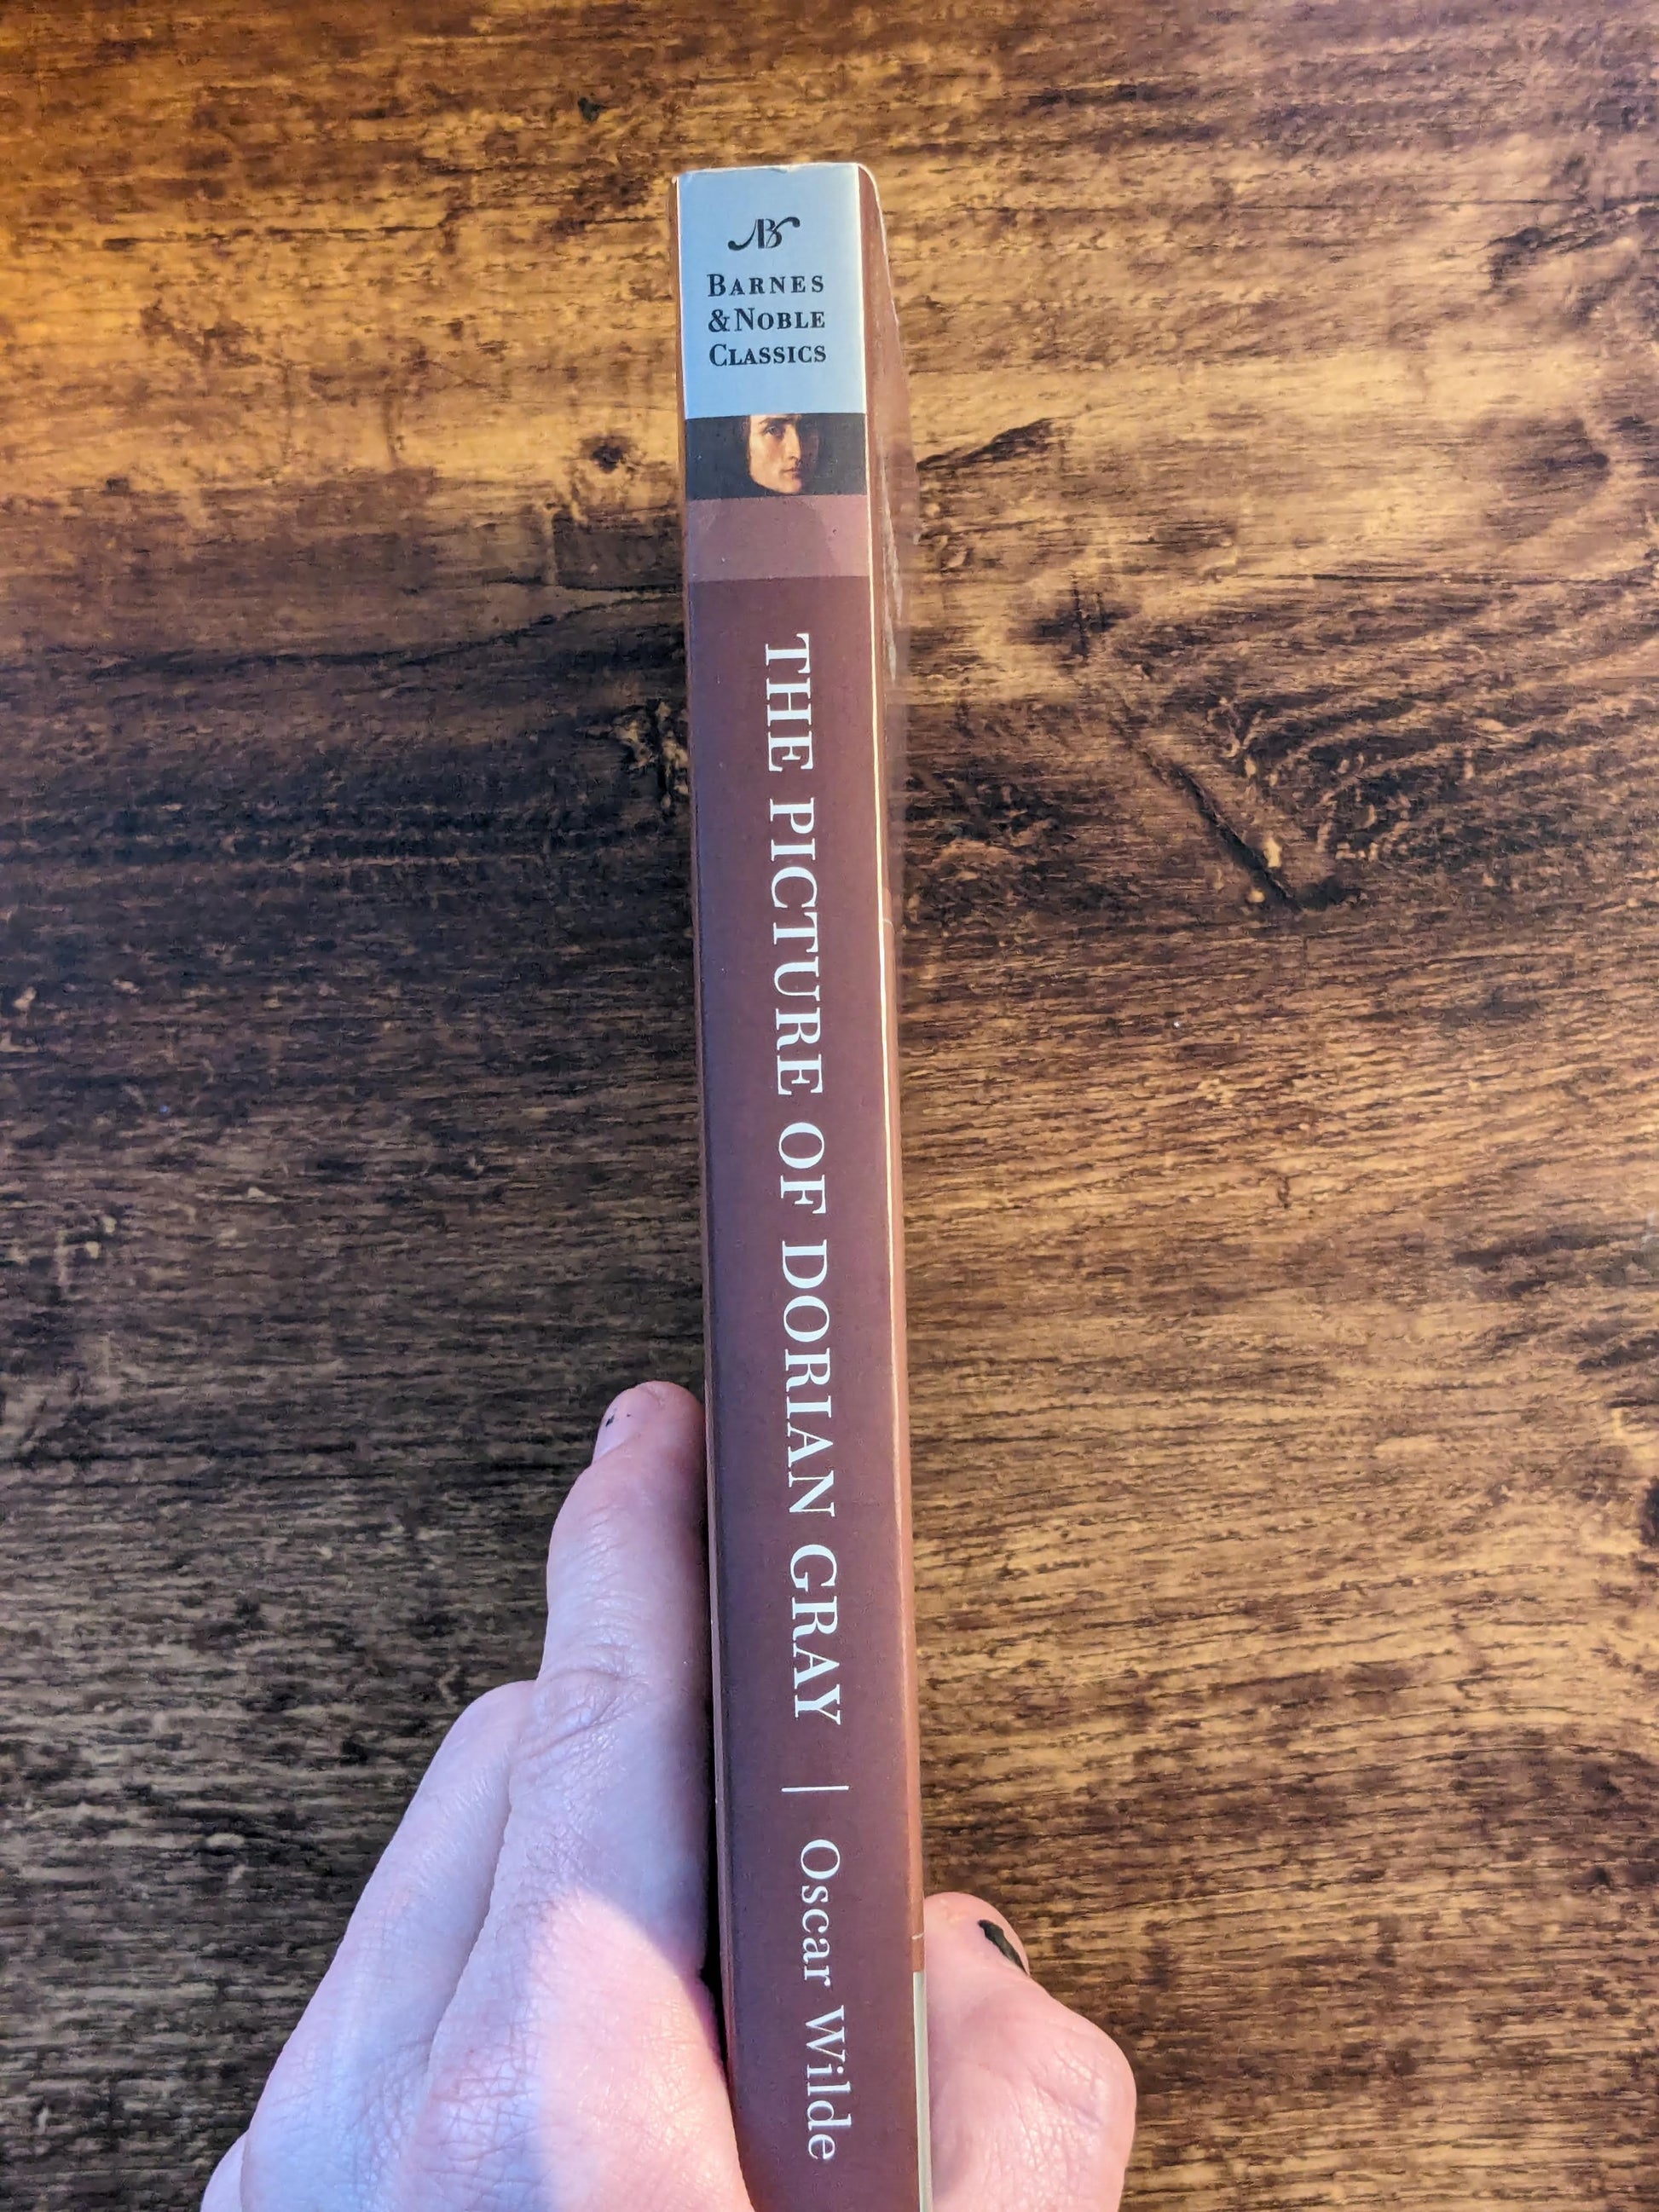 BARNES
& NOBLE
CLASSICS
THE PICTURE OF DORIAN GRAY | Oscar Wilde